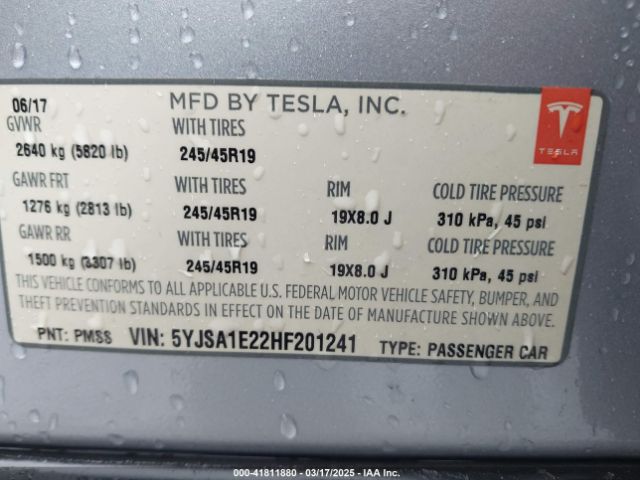 06/17 MFD BY TESLA, INC.
GVWR WITH TIRES
2640 kg (5820 lb) 245/45R19
TESLA
GAWR FRT WITH TIRES RIM COLD TIRE PRESSURE
1276 kg (2813 lb) 245/45R19 19X8.0 J 310 kPa, 45 psi
GAWR RR WITH TIRES RIM COLD TIRE PRESSURE
1500 kg (3307 lb) 245/45R19 19X8.0 J 310 kPa, 45 psi
THIS VEHICLE CONFORMS TO ALL APPLICABLE U.S. FEDERAL MOTOR VEHICLE SAFETY, BUMPER, AND
THEFT PREVENTION STANDARDS IN EFFECT ON THE DATE OF MANUFACTURE SHOWN ABOVE.
PNT: PMSS VIN: 5YJSA1E22HF201241 TYPE: PASSENGER CAR
000-41811880 - 03/17/2025 - IAA Inc.